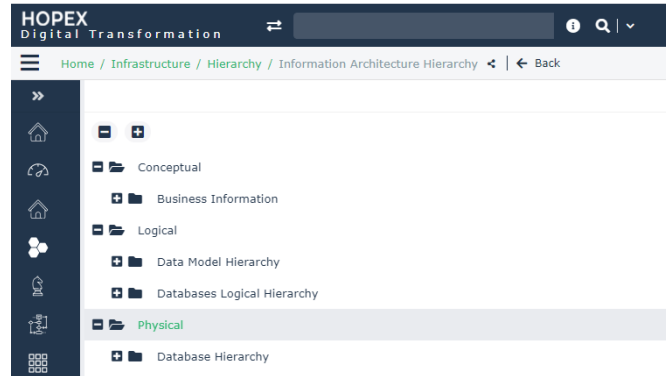 HOPEX
Digital Transformation
Home / Infrastructure / Hierarchy / Information Architecture Hierarchy Back
Conceptual
Business Information
Logical
Data Model Hierarchy
Databases Logical Hierarchy
Physical
Database Hierarchy